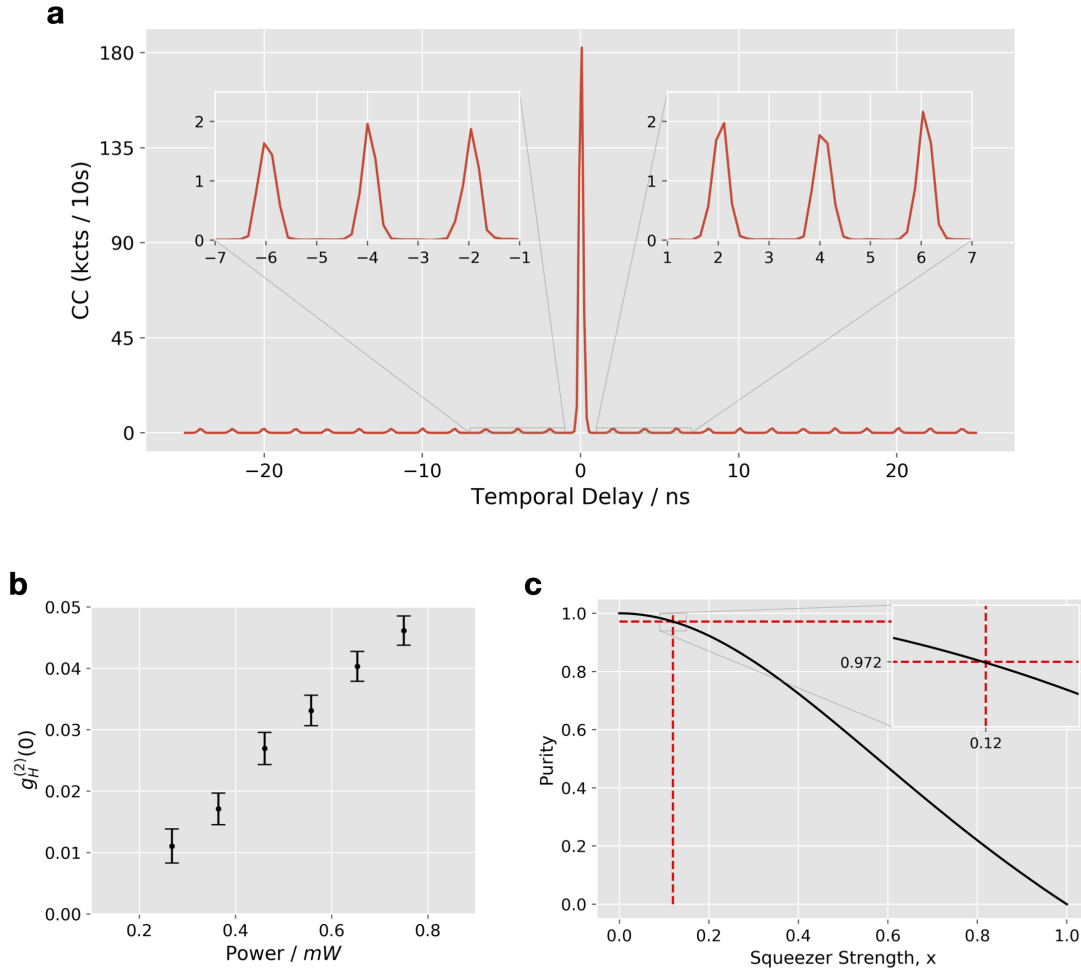 a
CC (kcts / 10s)
180
135
90
45
0
2
1
0
−7 −6 −5 −4 −3 −2 −1
2
1
0
1 2 3 4 5 6 7
−20 −10 0 10 20
Temporal Delay / ns
b
g_H^(2)(0)
0.05
0.04
0.03
0.02
0.01
0.00
0.2 0.4 0.6 0.8
Power / mW
c
Purity
1.0
0.8
0.6
0.4
0.2
0.0
0.972
0.12
0.0 0.2 0.4 0.6 0.8 1.0
Squeezer Strength, x